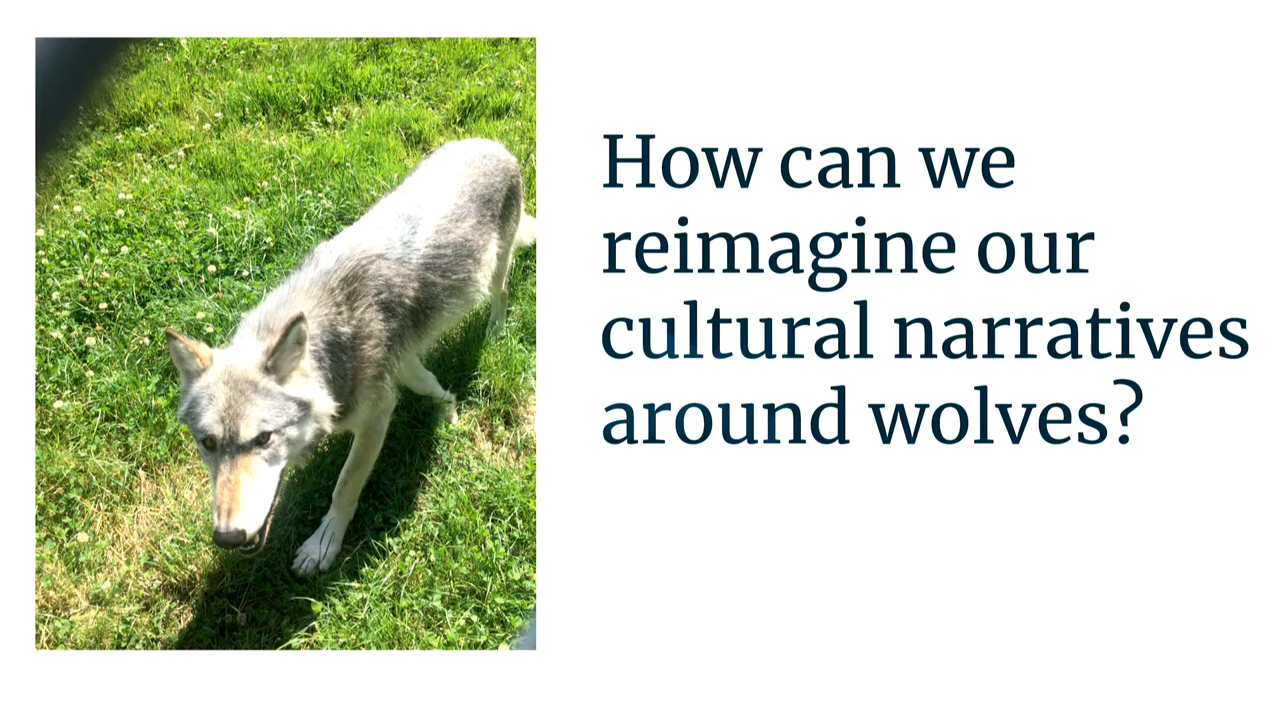 How can we
reimagine our
cultural narratives
around wolves?